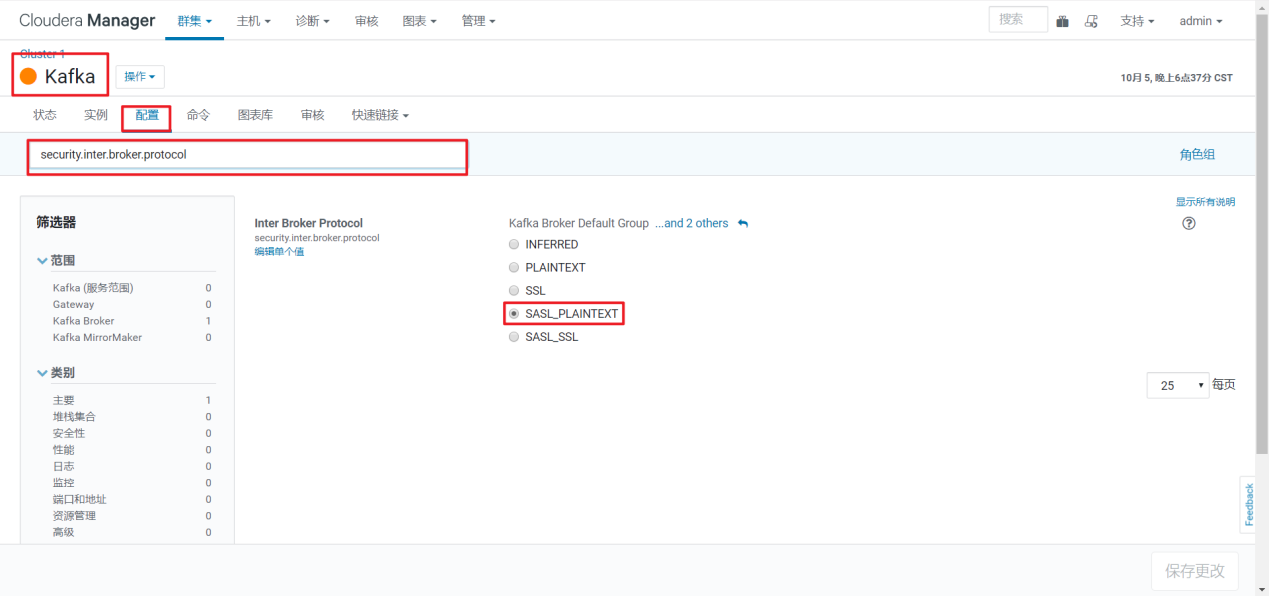 Cloudera Manager 群集 主机 诊断 审核 图表 管理 搜索 支持 admin
Cluster 1
Kafka 操作 10月 5, 晚上6点37分 CST
状态 实例 配置 命令 图表库 审核 快速链接
security.inter.broker.protocol 角色组
显示所有说明
筛选器
范围
Kafka (服务范围) 0
Gateway 0
Kafka Broker 1
Kafka MirrorMaker 0
类别
主要 1
堆栈集合 0
安全性 0
性能 0
日志 0
监控 0
端口和地址 0
资源管理 0
高级 0
Inter Broker Protocol
security.inter.broker.protocol
编辑单个值
Kafka Broker Default Group ...and 2 others
INFERRED
PLAINTEXT
SSL
SASL_PLAINTEXT
SASL_SSL
25 每页
Feedback
保存更改